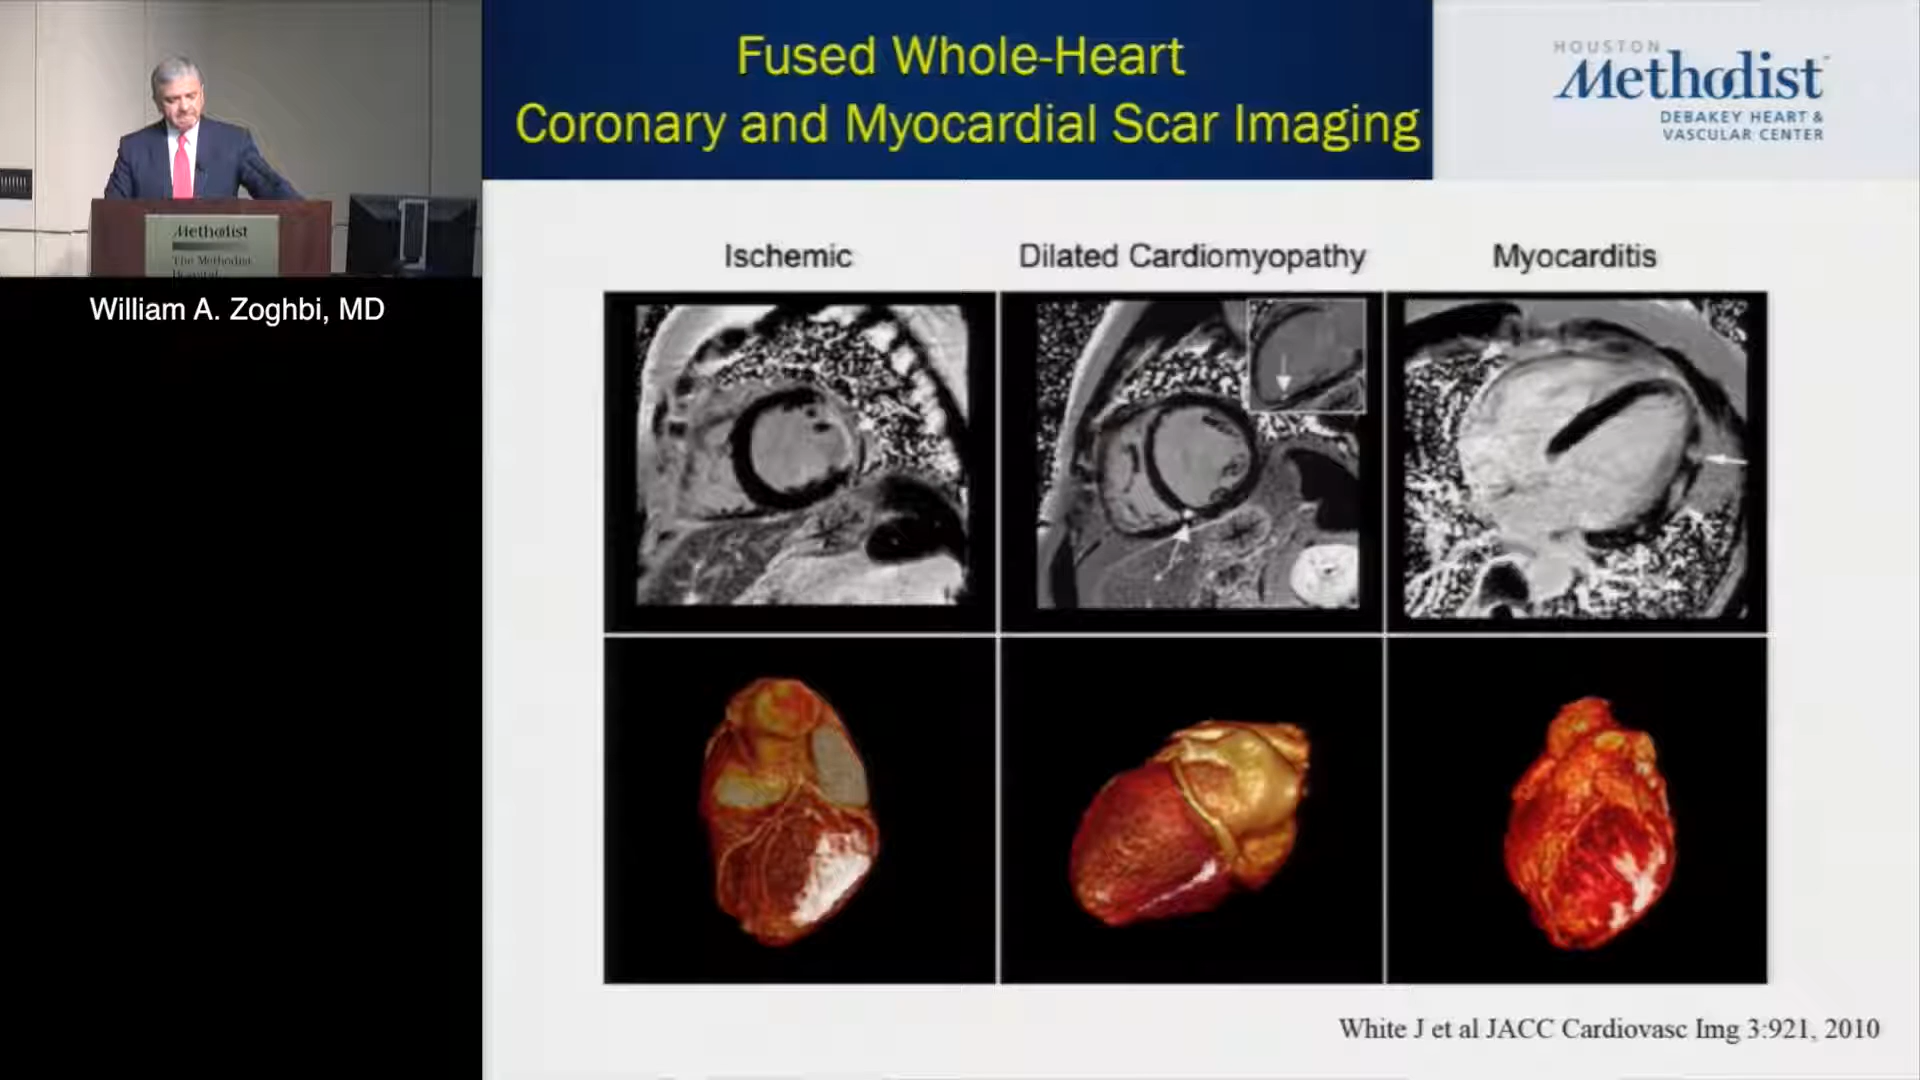 Fused Whole-Heart
Coronary and Myocardial Scar Imaging
HOUSTON
Methodist
DEBAKEY HEART &
VASCULAR CENTER
Methodist
The Methodist
Hospital
William A. Zoghbi, MD
Ischemic
Dilated Cardiomyopathy
Myocarditis
White J et al JACC Cardiovasc Img 3:921, 2010